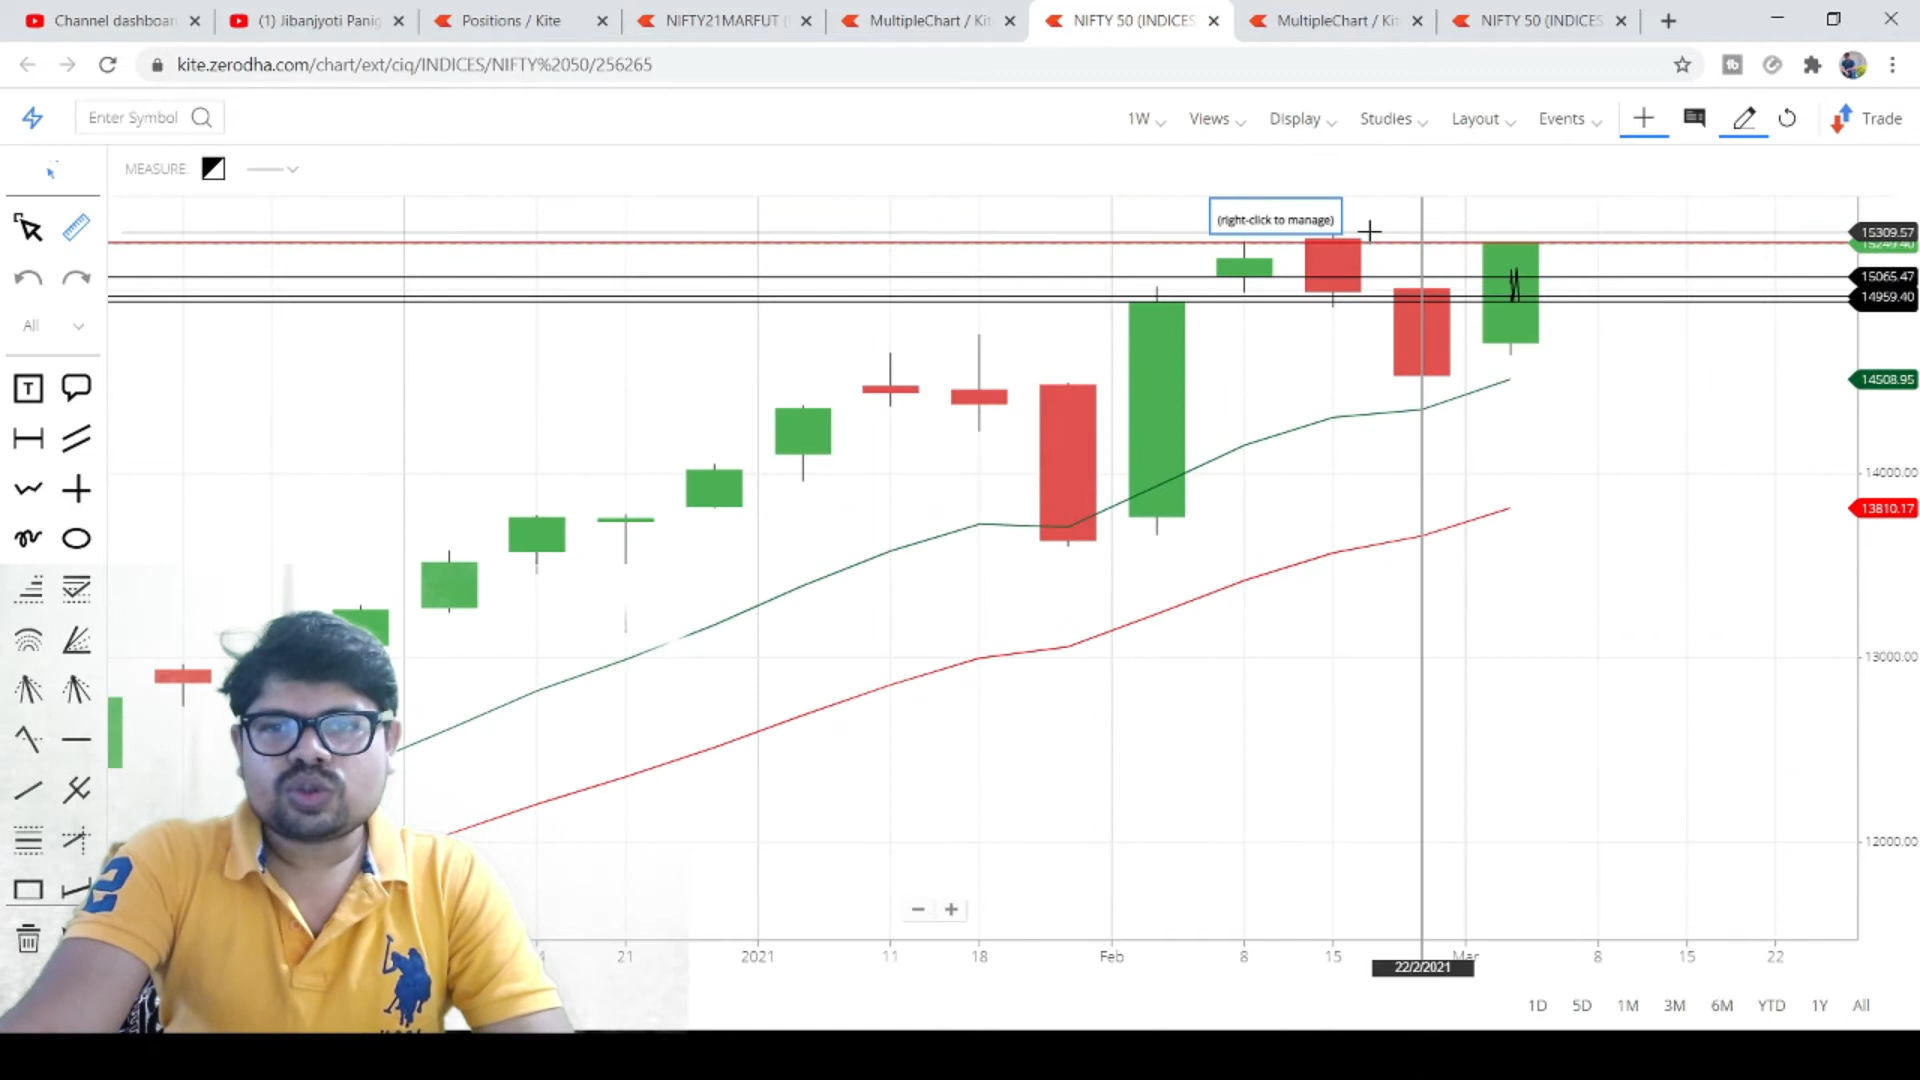 Channel dashboar
(1) Jibanjyoti Panig
Positions / Kite
NIFTY21MARFUT (
MultipleChart / Kit
NIFTY 50 (INDICES
MultipleChart / Kit
NIFTY 50 (INDICES
kite.zerodha.com/chart/ext/ciq/INDICES/NIFTY%2050/256265
Enter Symbol
1W
Views
Display
Studies
Layout
Events
Trade
MEASURE:
(right-click to manage)
All
15309.57
15249.40
15065.47
14959.40
14508.95
14000.00
13810.17
13000.00
12000.00
21
2021
11
18
Feb
8
15
22/2/2021
Mar
8
15
22
1D
5D
1M
3M
6M
YTD
1Y
All
2